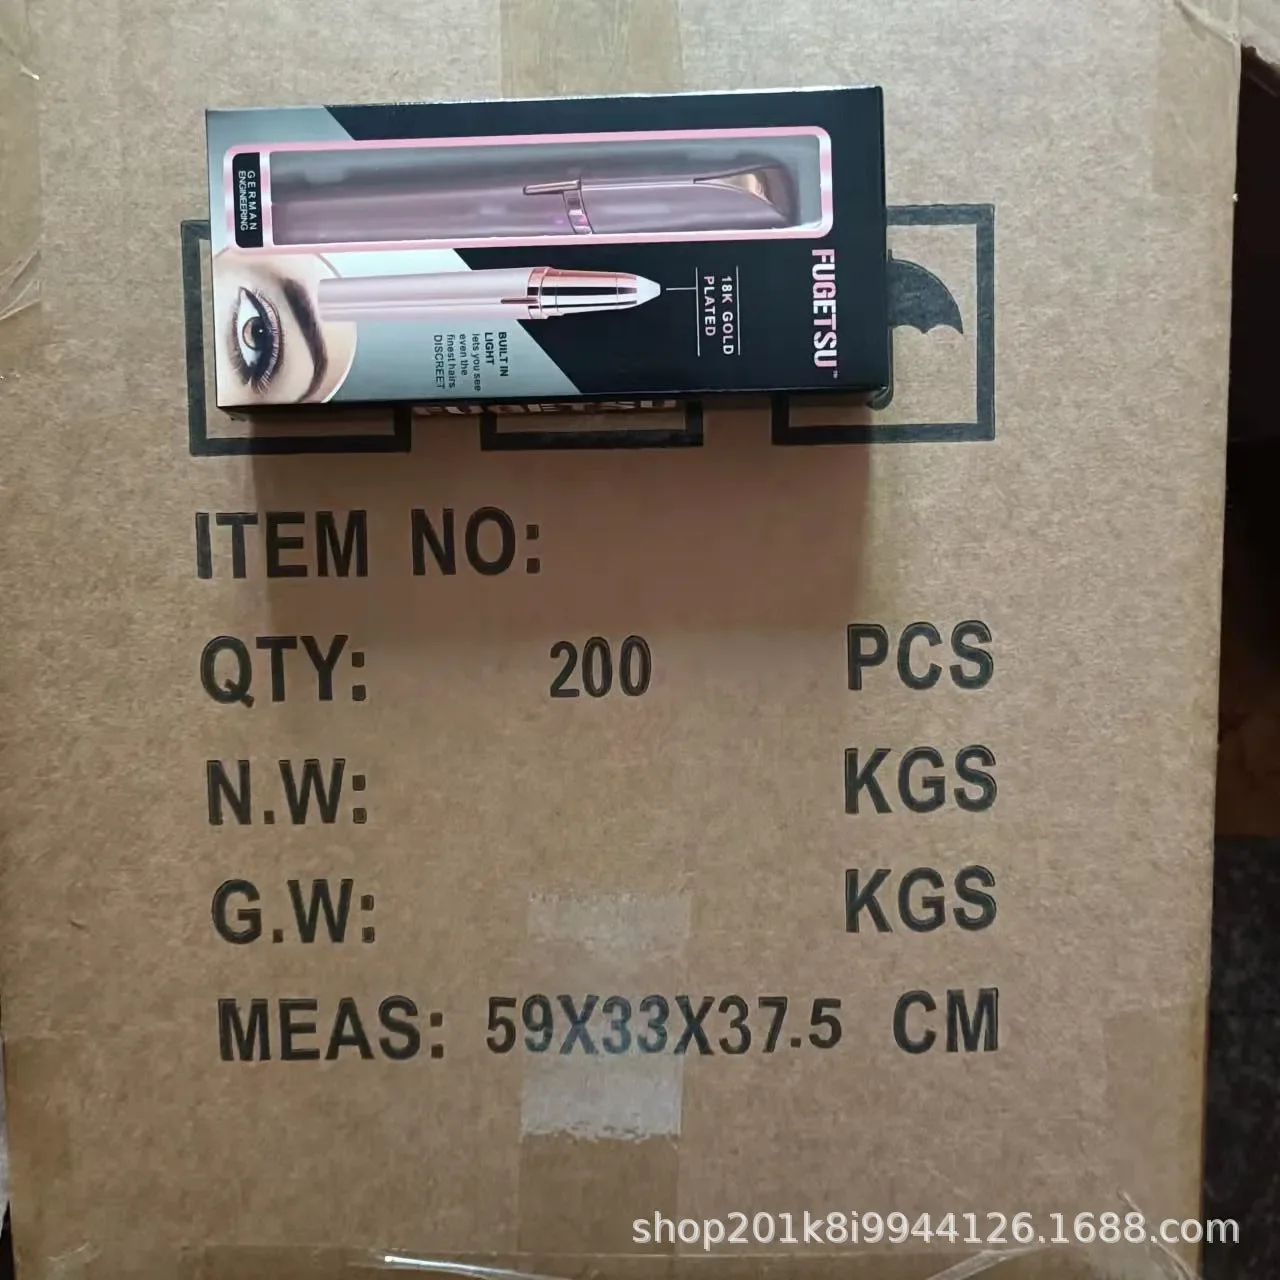 GERMAN
ENGINEERING
FUGETSU™
18K GOLD
PLATED
BUILT IN
LIGHT
lets you see
even the
finest hairs
DISCREET
FUGETSU
ITEM NO:
QTY: 200 PCS
N.W: KGS
G.W: KGS
MEAS: 59X33X37.5 CM
shop201k8i9944126.1688.com